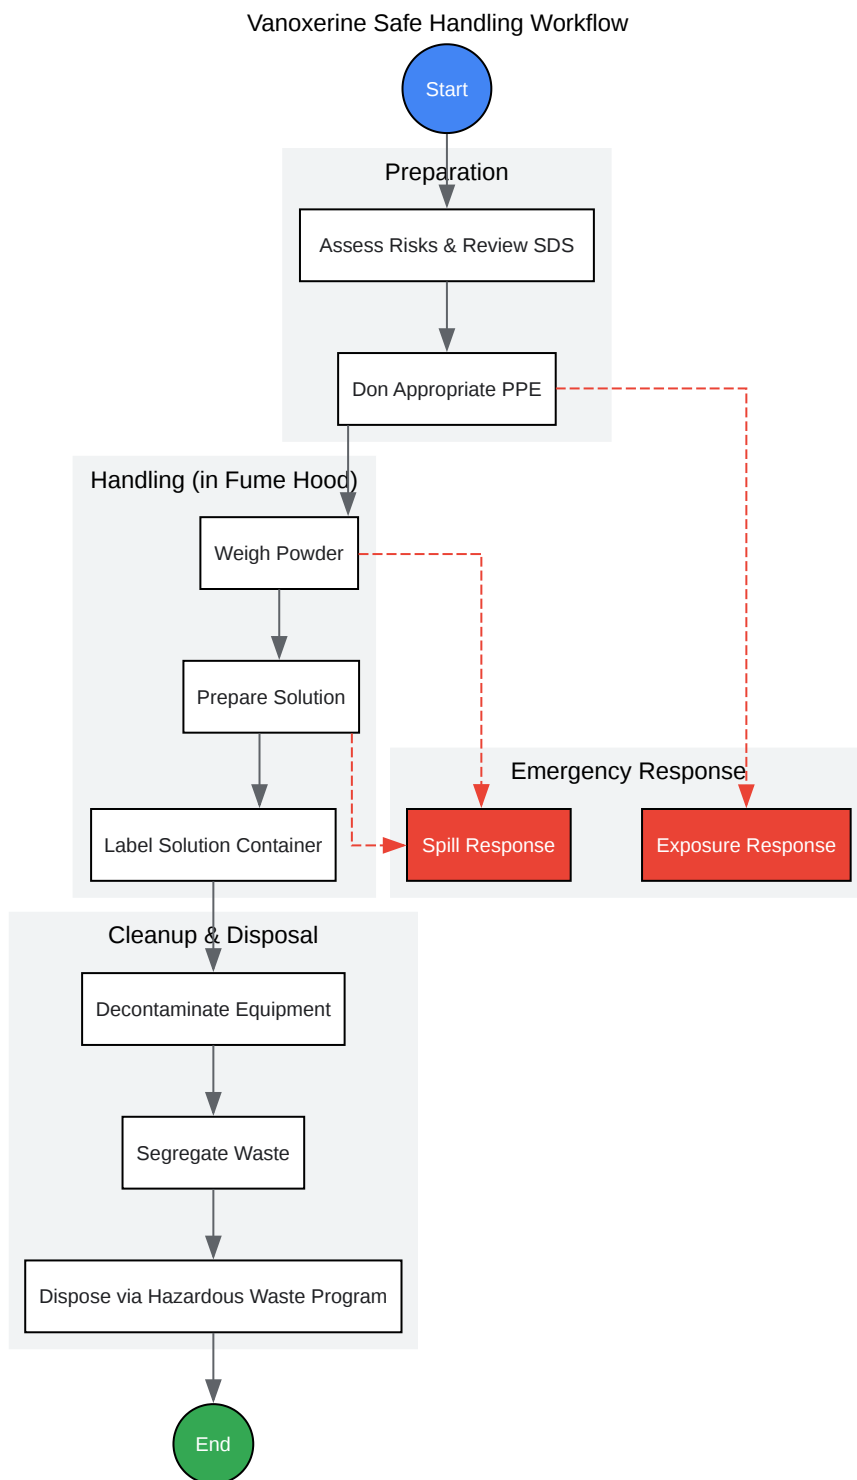 Vanoxerine Safe Handling Workflow
Start
Preparation
Assess Risks & Review SDS
Don Appropriate PPE
Handling (in Fume Hood)
Weigh Powder
Prepare Solution
Emergency Response
Label Solution Container
Spill Response
Exposure Response
Cleanup & Disposal
Decontaminate Equipment
Segregate Waste
Dispose via Hazardous Waste Program
End